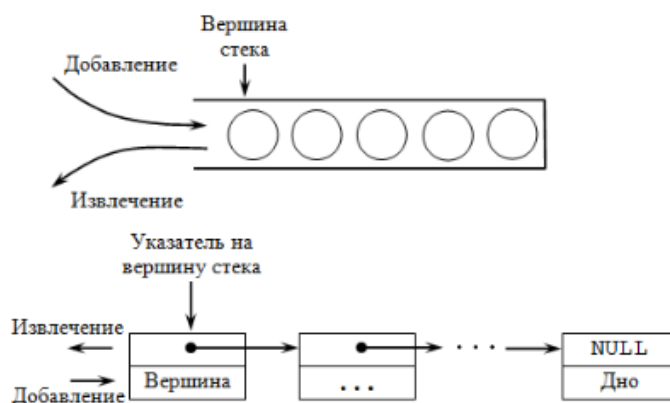 Вершина
стека
Добавление
Извлечение
Указатель на
вершину стека
Извлечение
Добавление
Вершина
...
...
NULL
Дно